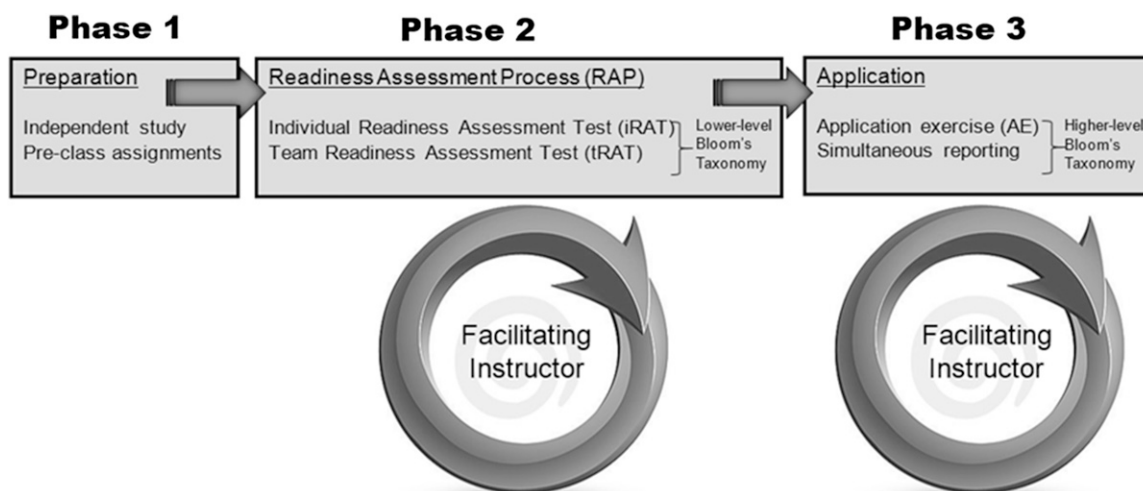 Phase 1
Preparation
Independent study
Pre-class assignments
Phase 2
Readiness Assessment Process (RAP)
Individual Readiness Assessment Test (iRAT)
Team Readiness Assessment Test (tRAT)
Lower-level
Bloom's
Taxonomy
Phase 3
Application
Application exercise (AE)
Simultaneous reporting
Higher-level
Bloom's
Taxonomy
Facilitating
Instructor
Facilitating
Instructor